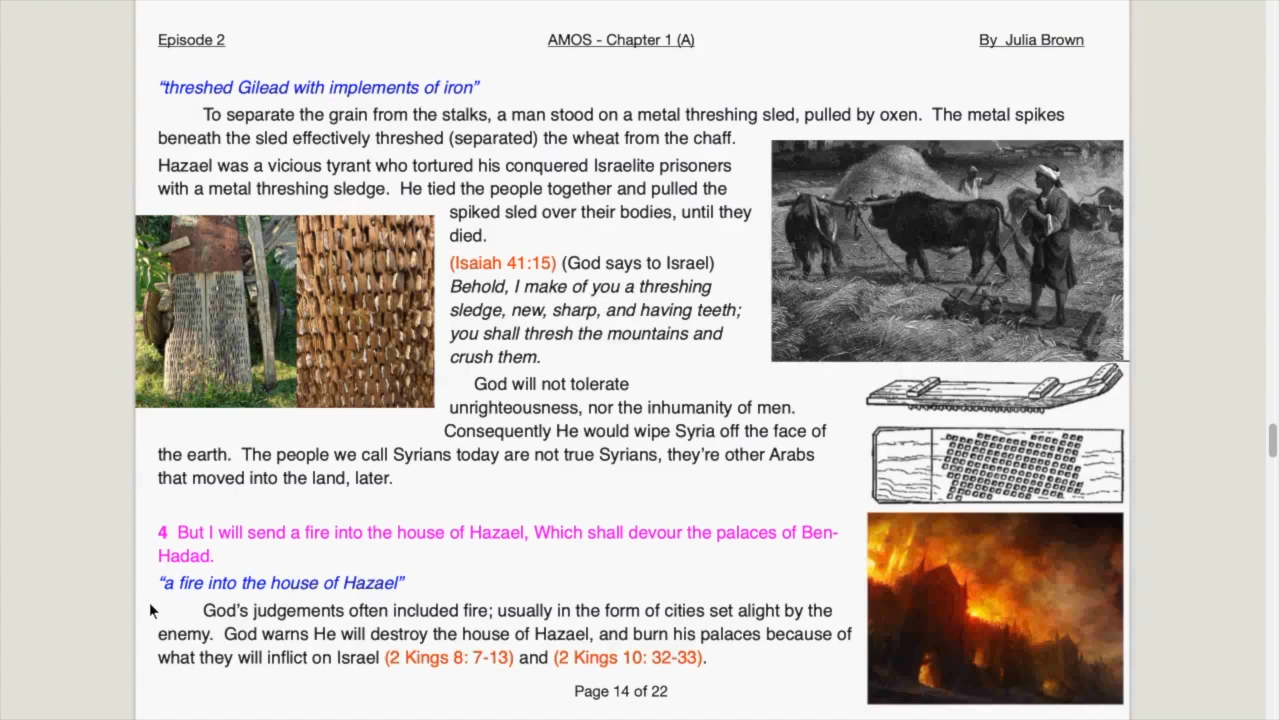 Episode 2
AMOS - Chapter 1 (A)
By Julia Brown
“threshed Gilead with implements of iron”
To separate the grain from the stalks, a man stood on a metal threshing sled, pulled by oxen. The metal spikes
beneath the sled effectively threshed (separated) the wheat from the chaff.
Hazael was a vicious tyrant who tortured his conquered Israelite prisoners
with a metal threshing sledge. He tied the people together and pulled the
spiked sled over their bodies, until they
died.
(Isaiah 41:15) (God says to Israel)
Behold, I make of you a threshing
sledge, new, sharp, and having teeth;
you shall thresh the mountains and
crush them.
God will not tolerate
unrighteousness, nor the inhumanity of men.
Consequently He would wipe Syria off the face of
the earth. The people we call Syrians today are not true Syrians, they’re other Arabs
that moved into the land, later.
4 But I will send a fire into the house of Hazael, Which shall devour the palaces of Ben-
Hadad.
“a fire into the house of Hazael”
God’s judgements often included fire; usually in the form of cities set alight by the
enemy. God warns He will destroy the house of Hazael, and burn his palaces because of
what they will inflict on Israel (2 Kings 8: 7-13) and (2 Kings 10: 32-33).
Page 14 of 22